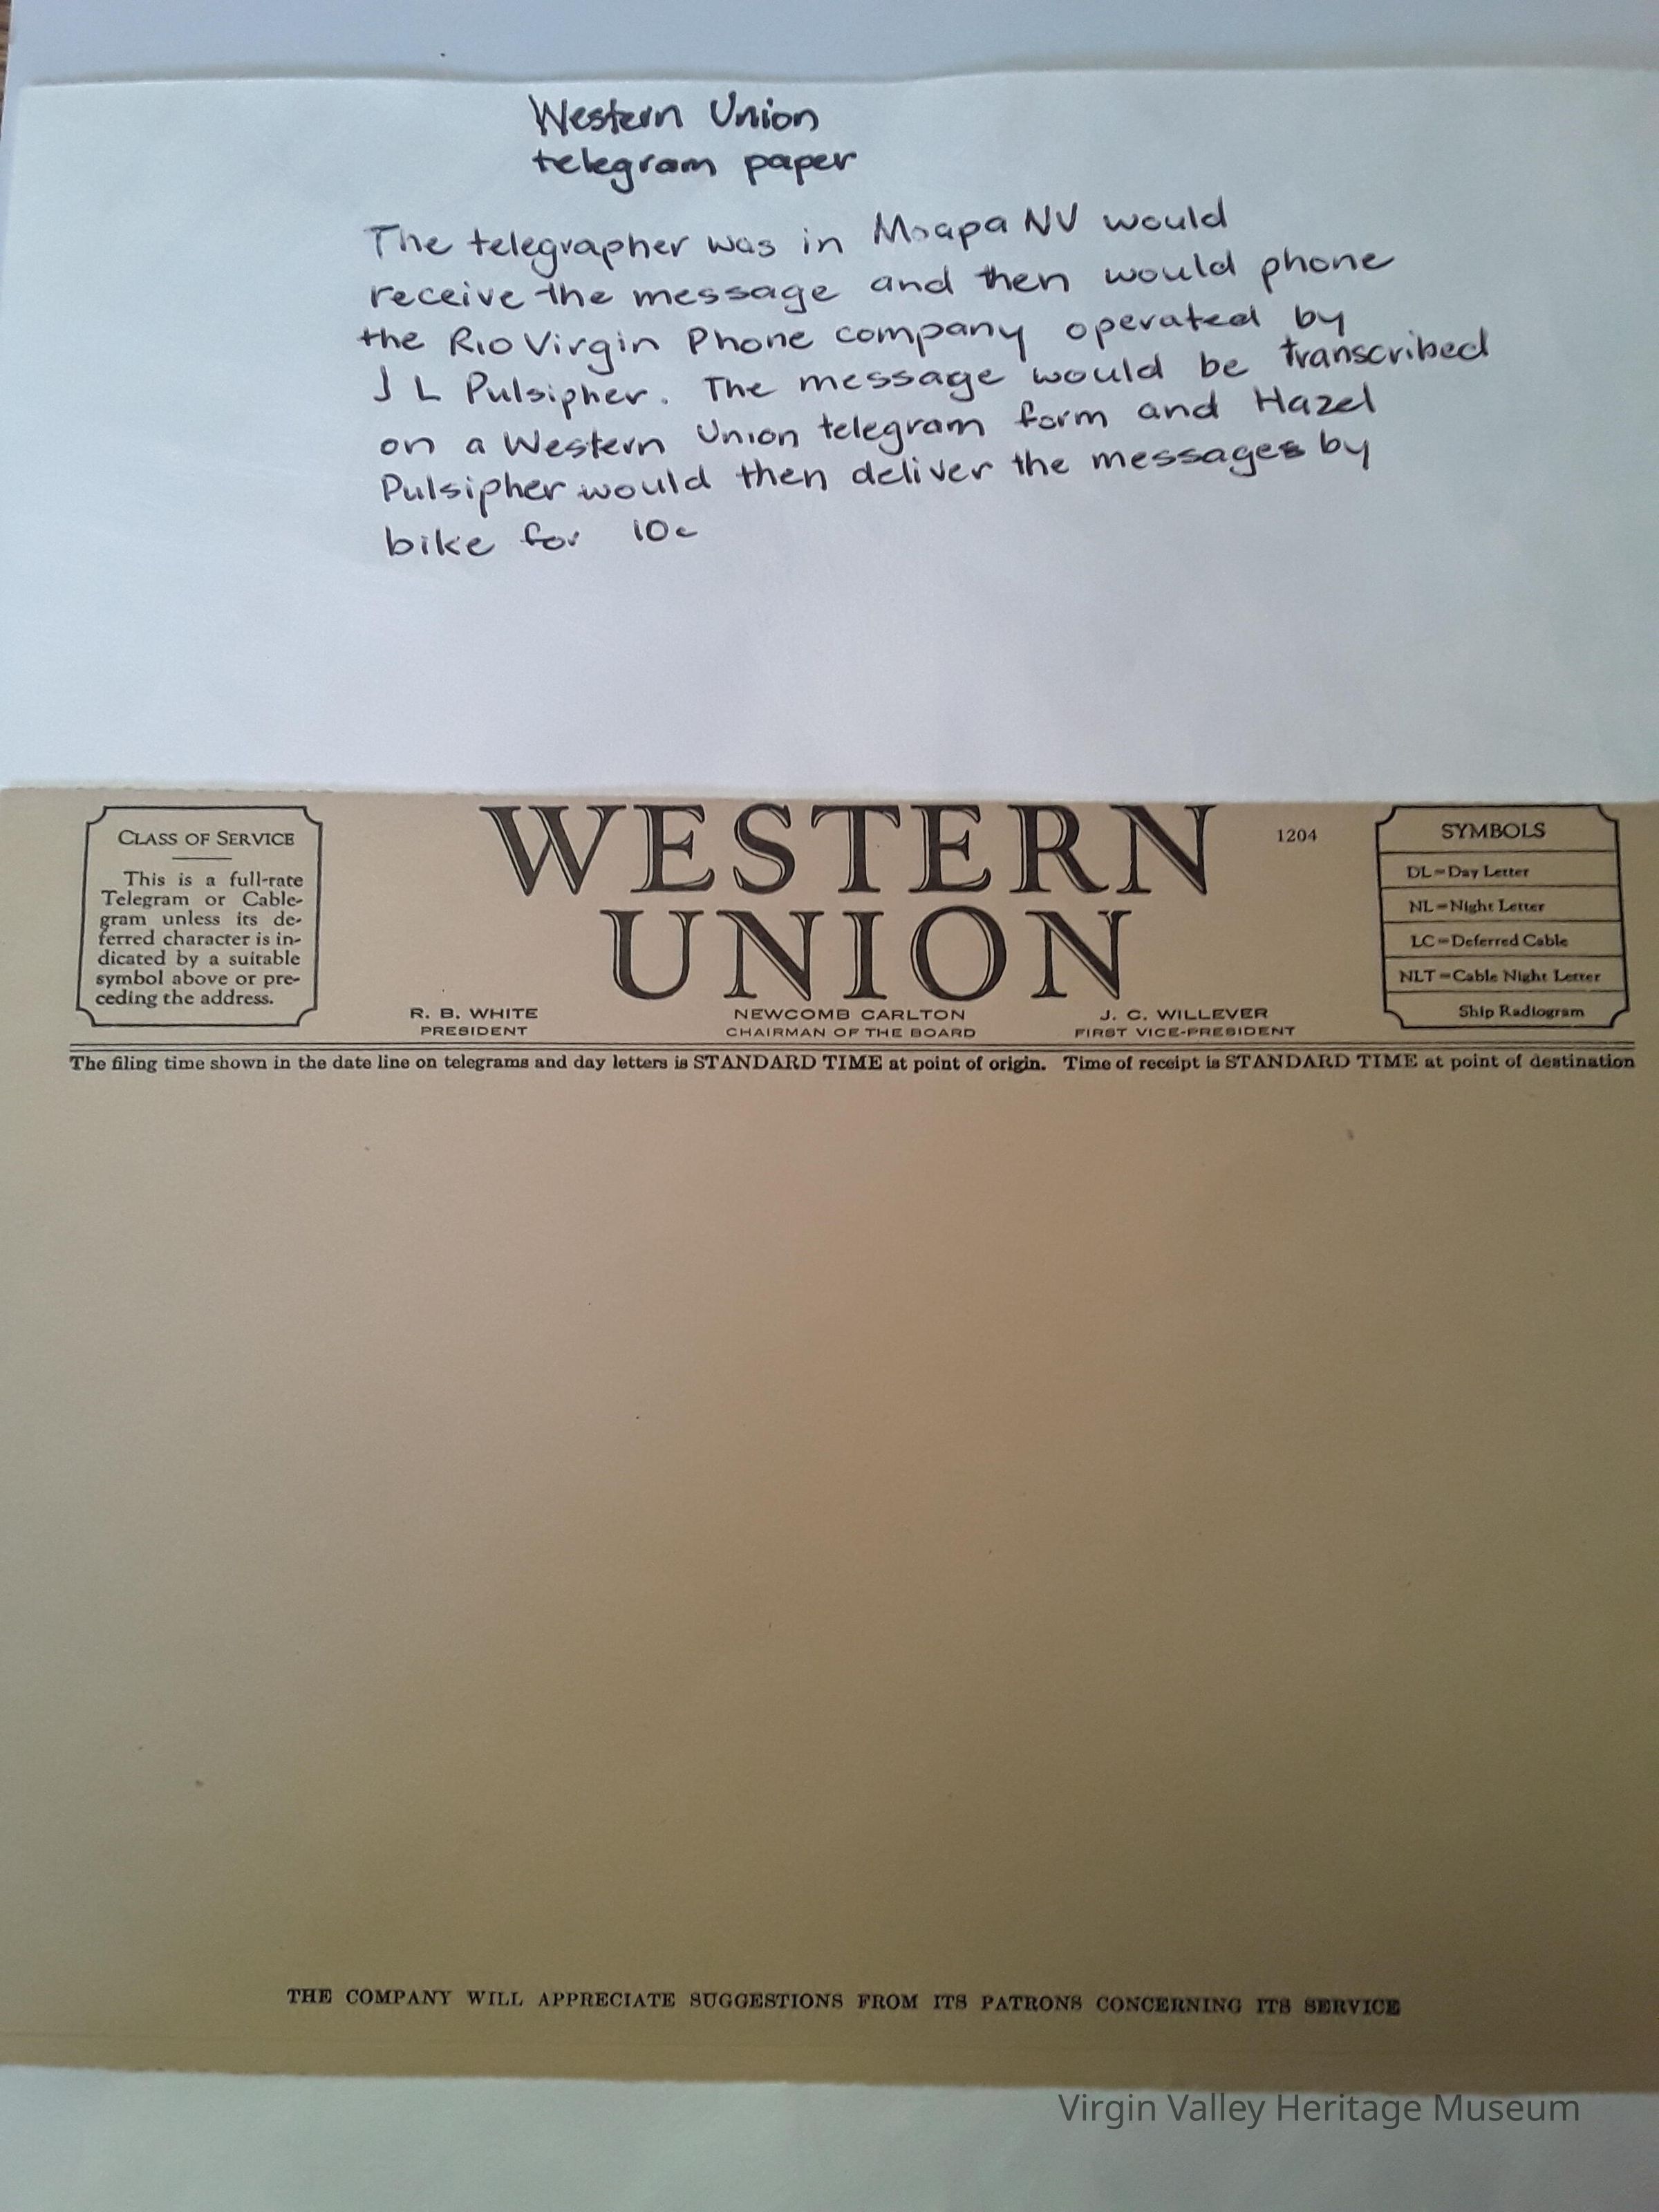 Western Union
telegram paper
The telegrapher was in Moapa NV would
receive the message and then would phone
the Rio Virgin Phone company operated by
J L Pulsipher. The message would be transcribed
on a Western Union telegram form and Hazel
Pulsipher would then deliver the messages by
bike for 10c
CLASS OF SERVICE
This is a full-rate
Telegram or Cable-
gram unless its de-
ferred character is in-
dicated by a suitable
symbol above or pre-
ceding the address.
WESTERN
UNION
1204
R. B. WHITE
PRESIDENT
NEWCOMB CARLTON
CHAIRMAN OF THE BOARD
J. C. WILLEVER
FIRST VICE-PRESIDENT
SYMBOLS
DL=Day Letter
NL=Night Letter
LC=Deferred Cable
NLT=Cable Night Letter
Ship Radiogram
The filing time shown in the date line on telegrams and day letters is STANDARD TIME at point of origin. Time of receipt is STANDARD TIME at point of destination
THE COMPANY WILL APPRECIATE SUGGESTIONS FROM ITS PATRONS CONCERNING ITS SERVICE
Virgin Valley Heritage Museum